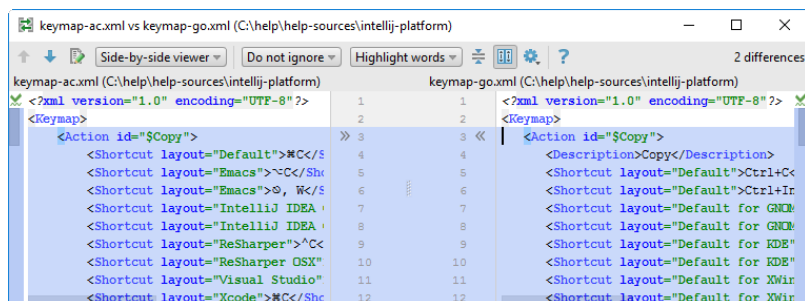 keymap-ac.xml vs keymap-go.xml (C:\help\help-sources\intellij-platform)
Side-by-side viewer Do not ignore Highlight words ? 2 differences
keymap-ac.xml (C:\help\help-sources\intellij-platform) keymap-go.xml (C:\help\help-sources\intellij-platform)
<?xml version="1.0" encoding="UTF-8"?> 1 1 <?xml version="1.0" encoding="UTF-8"?>
<Keymap> 2 2 <Keymap>
<Action id="$Copy"> » 3 3 « <Action id="$Copy">
<Shortcut layout="Default">⌘C</S 4 4 <Description>Copy</Description>
<Shortcut layout="Emacs">⌥C</Sho 5 5 <Shortcut layout="Default">Ctrl+C<
<Shortcut layout="Emacs">⎋, W</S 6 6 <Shortcut layout="Default">Ctrl+In
<Shortcut layout="IntelliJ IDEA 7 7 <Shortcut layout="Default for GNOM
<Shortcut layout="IntelliJ IDEA 8 8 <Shortcut layout="Default for GNOM
<Shortcut layout="ReSharper">^C< 9 9 <Shortcut layout="Default for KDE"
<Shortcut layout="ReSharper OSX" 10 10 <Shortcut layout="Default for KDE"
<Shortcut layout="Visual Studio" 11 11 <Shortcut layout="Default for XWin
<Shortcut layout="Xcode">⌘C</Sho 12 12 <Shortcut layout="Default for XWin